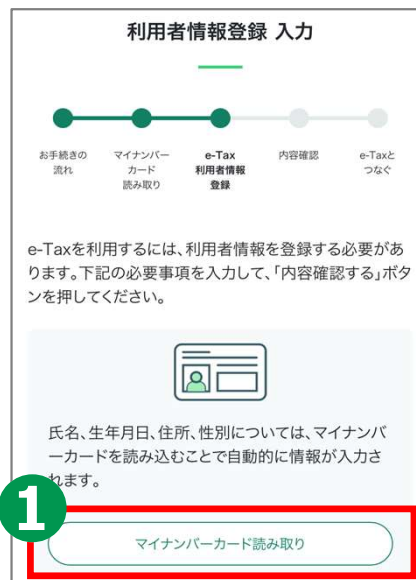 利用者情報登録 入力
お手続きの
流れ
マイナンバー
カード
読み取り
e-Tax
利用者情報
登録
内容確認
e-Taxと
つなぐ
e-Taxを利用するには、利用者情報を登録する必要があ
ります。下記の必要事項を入力して、「内容確認する」ボタ
ンを押してください。
氏名、生年月日、住所、性別については、マイナンバ
ーカードを読み込むことで自動的に情報が入力さ
れます。
1
マイナンバーカード読み取り